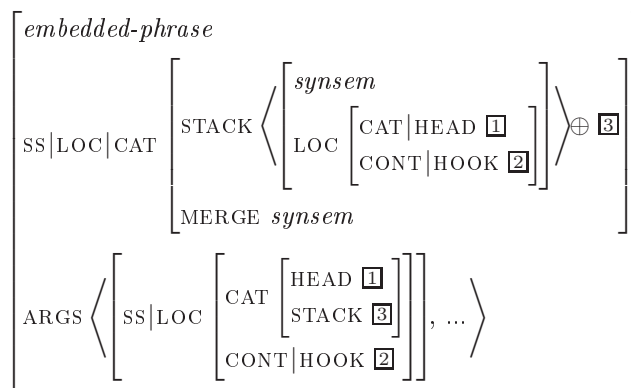 embedded-phrase
synsem
STACK ⟨ LOC CAT|HEAD 1 ⟩ ⊕ 3
SS|LOC|CAT CONT|HOOK 2
MERGE synsem
HEAD 1
CAT
ARGS ⟨ SS|LOC STACK 3 , ... ⟩
CONT|HOOK 2